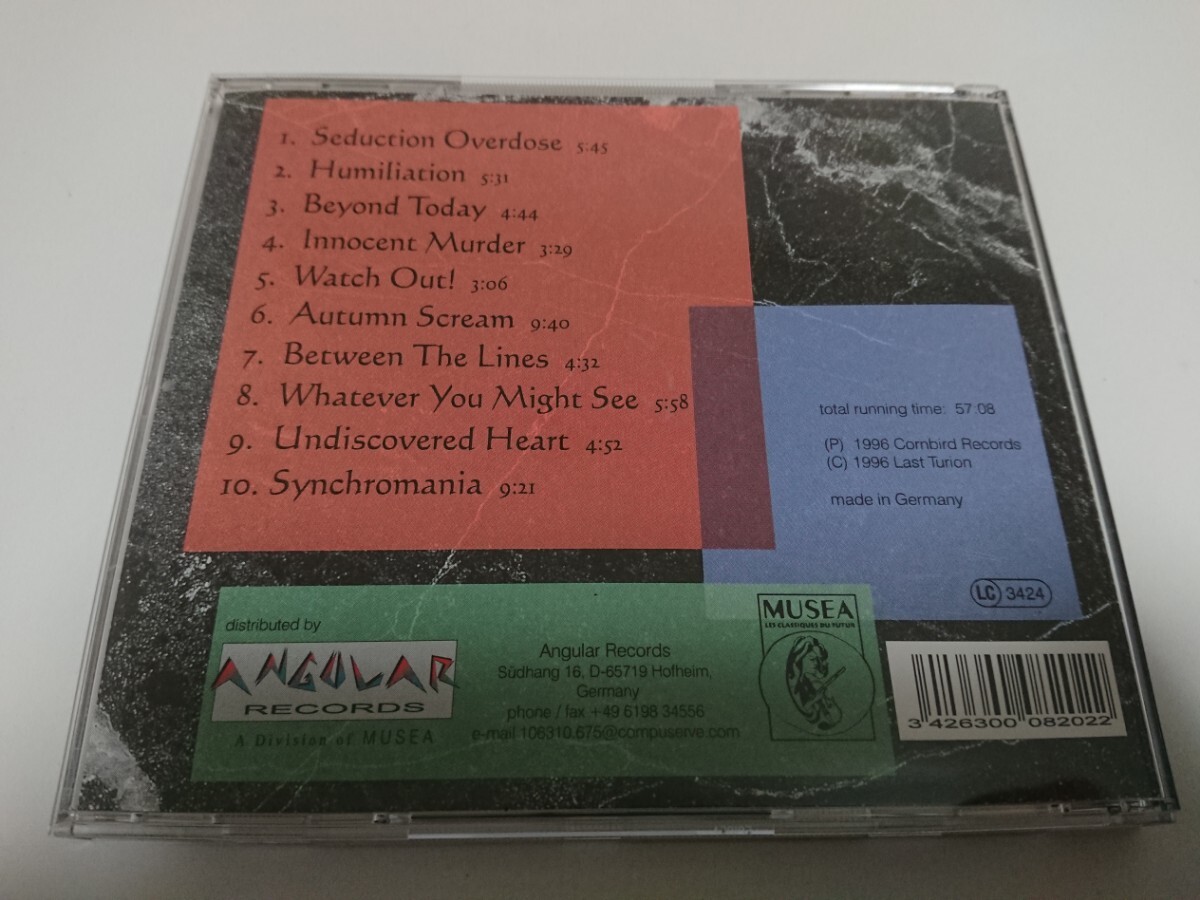 1. Seduction Overdose 5:45
2. Humiliation 5:31
3. Beyond Today 4:44
4. Innocent Murder 3:29
5. Watch Out! 3:06
6. Autumn Scream 9:40
7. Between The Lines 4:32
8. Whatever You Might See 5:58
9. Undiscovered Heart 4:52
10. Synchromania 9:21
total running time: 57:08
(P) 1996 Cornbird Records
(C) 1996 Last Turion
made in Germany
LC 3424
distributed by
ANGULAR
RECORDS
A Division of MUSEA
Angular Records
Südhang 16, D-65719 Hofheim,
Germany
phone / fax +49 6198 34556
e-mail 106310.675@compuserve.com
MUSEA
LES CLASSIQUES DU FUTUR
3 426300 082022